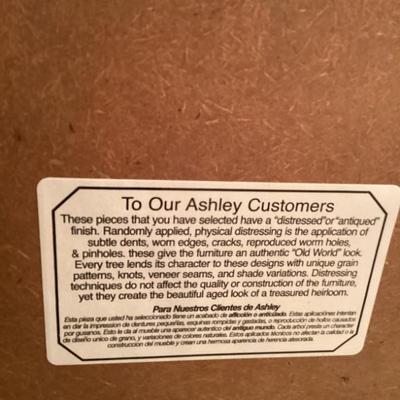 To Our Ashley Customers
These pieces that you have selected have a "distressed" or "antiqued"
finish. Randomly applied, physical distressing is the application of
subtle dents, worn edges, cracks, reproduced worm holes,
& pinholes. these give the furniture an authentic "Old World" look.
Every tree lends its character to these designs with unique grain
patterns, knots, veneer seams, and shade variations. Distressing
techniques do not affect the quality or construction of the furniture,
yet they create the beautiful aged look of a treasured heirloom.
Para Nuestros Clientes de Ashley
Esta pieza que usted ha seleccionado tiene un acabado de aflicción o anticuado. Estas aplicaciones intentan
en dar la impresion de dentures pequeñas, esquinas rompidas y gastadas, o reproducción de hollos causados
por gusanos. Esto le da al mueble una aparecer autentico del antiguo mundo. Cada arbol presta un character
de diseño unico de grano, y variaciones de colores naturales. Estos aplicados técnicos no afectan la calidad o la
construcción del mueble y crean una hermosa aparencia de herencia atesorada.